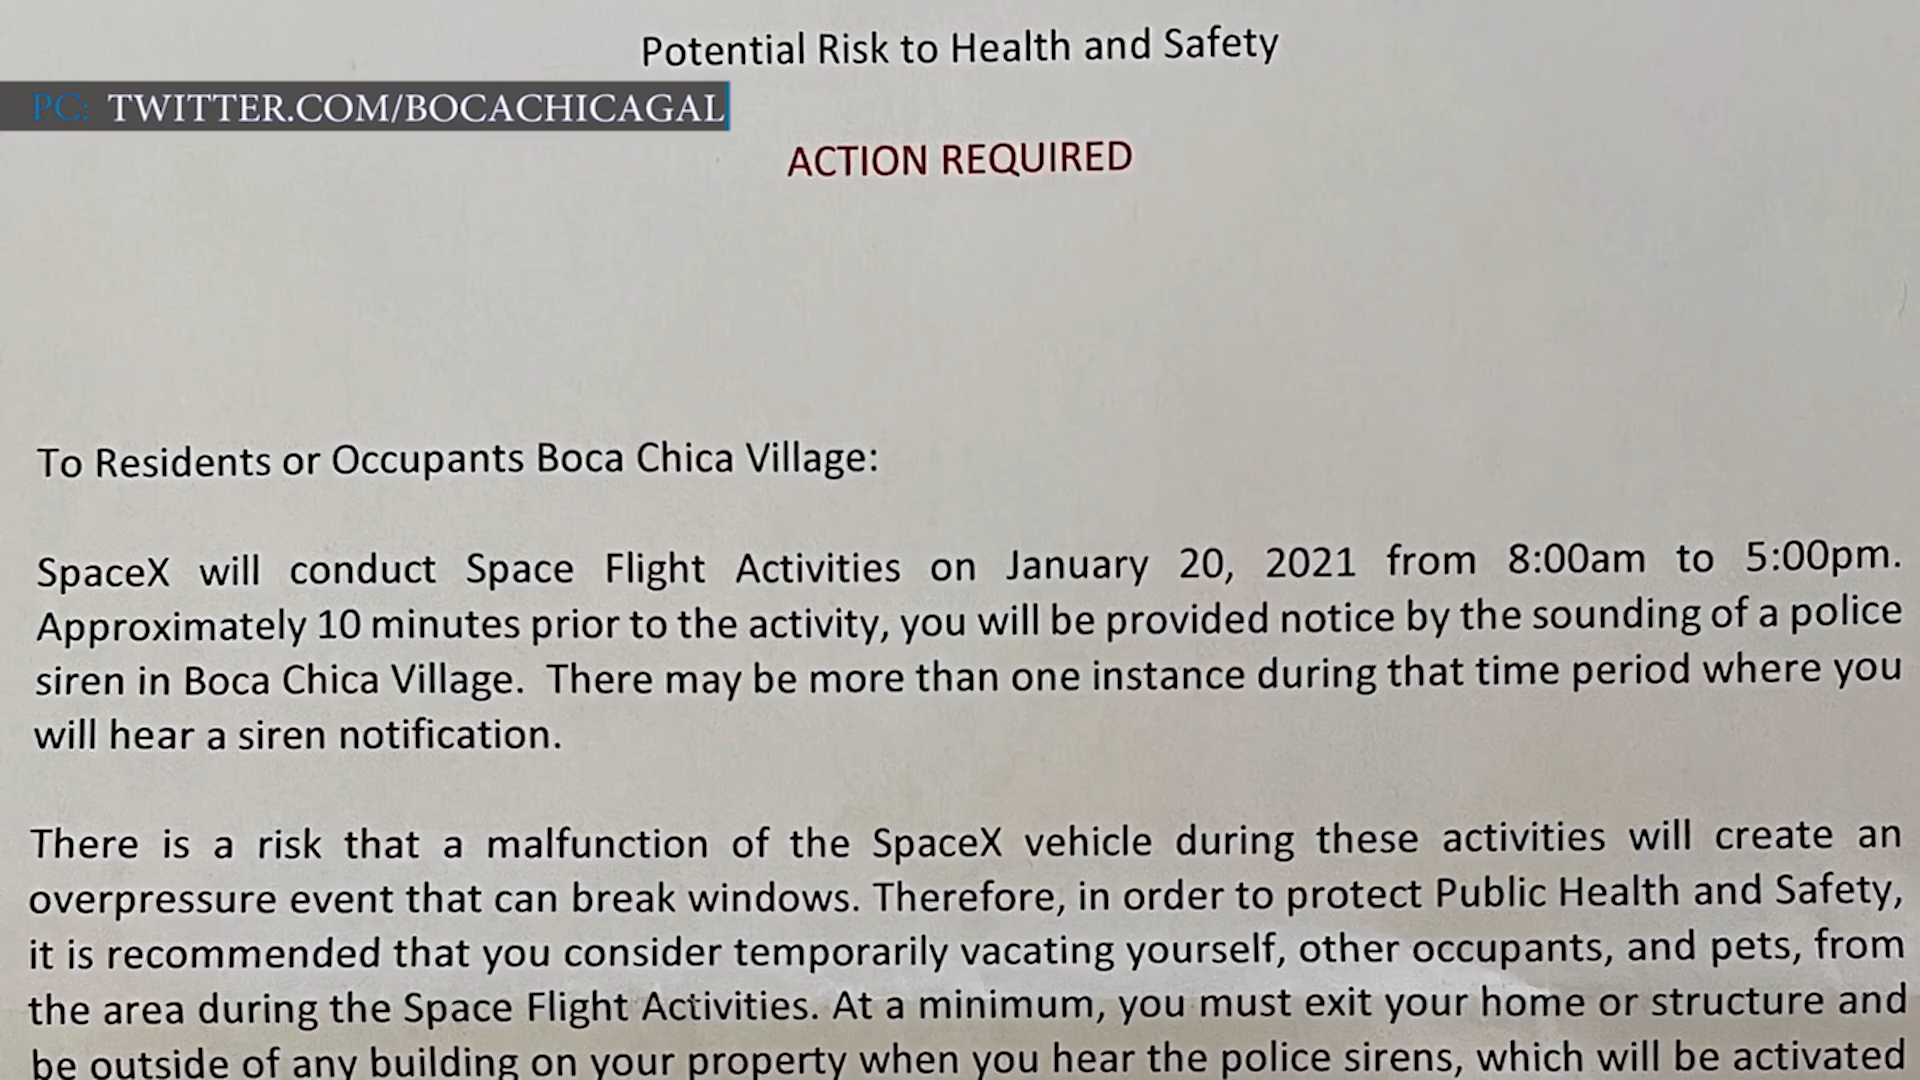 Potential Risk to Health and Safety
PC: TWITTER.COM/BOCACHICAGAL
ACTION REQUIRED
To Residents or Occupants Boca Chica Village:
SpaceX will conduct Space Flight Activities on January 20, 2021 from 8:00am to 5:00pm.
Approximately 10 minutes prior to the activity, you will be provided notice by the sounding of a police
siren in Boca Chica Village. There may be more than one instance during that time period where you
will hear a siren notification.
There is a risk that a malfunction of the SpaceX vehicle during these activities will create an
overpressure event that can break windows. Therefore, in order to protect Public Health and Safety,
it is recommended that you consider temporarily vacating yourself, other occupants, and pets, from
the area during the Space Flight Activities. At a minimum, you must exit your home or structure and
be outside of any building on your property when you hear the police sirens, which will be activated